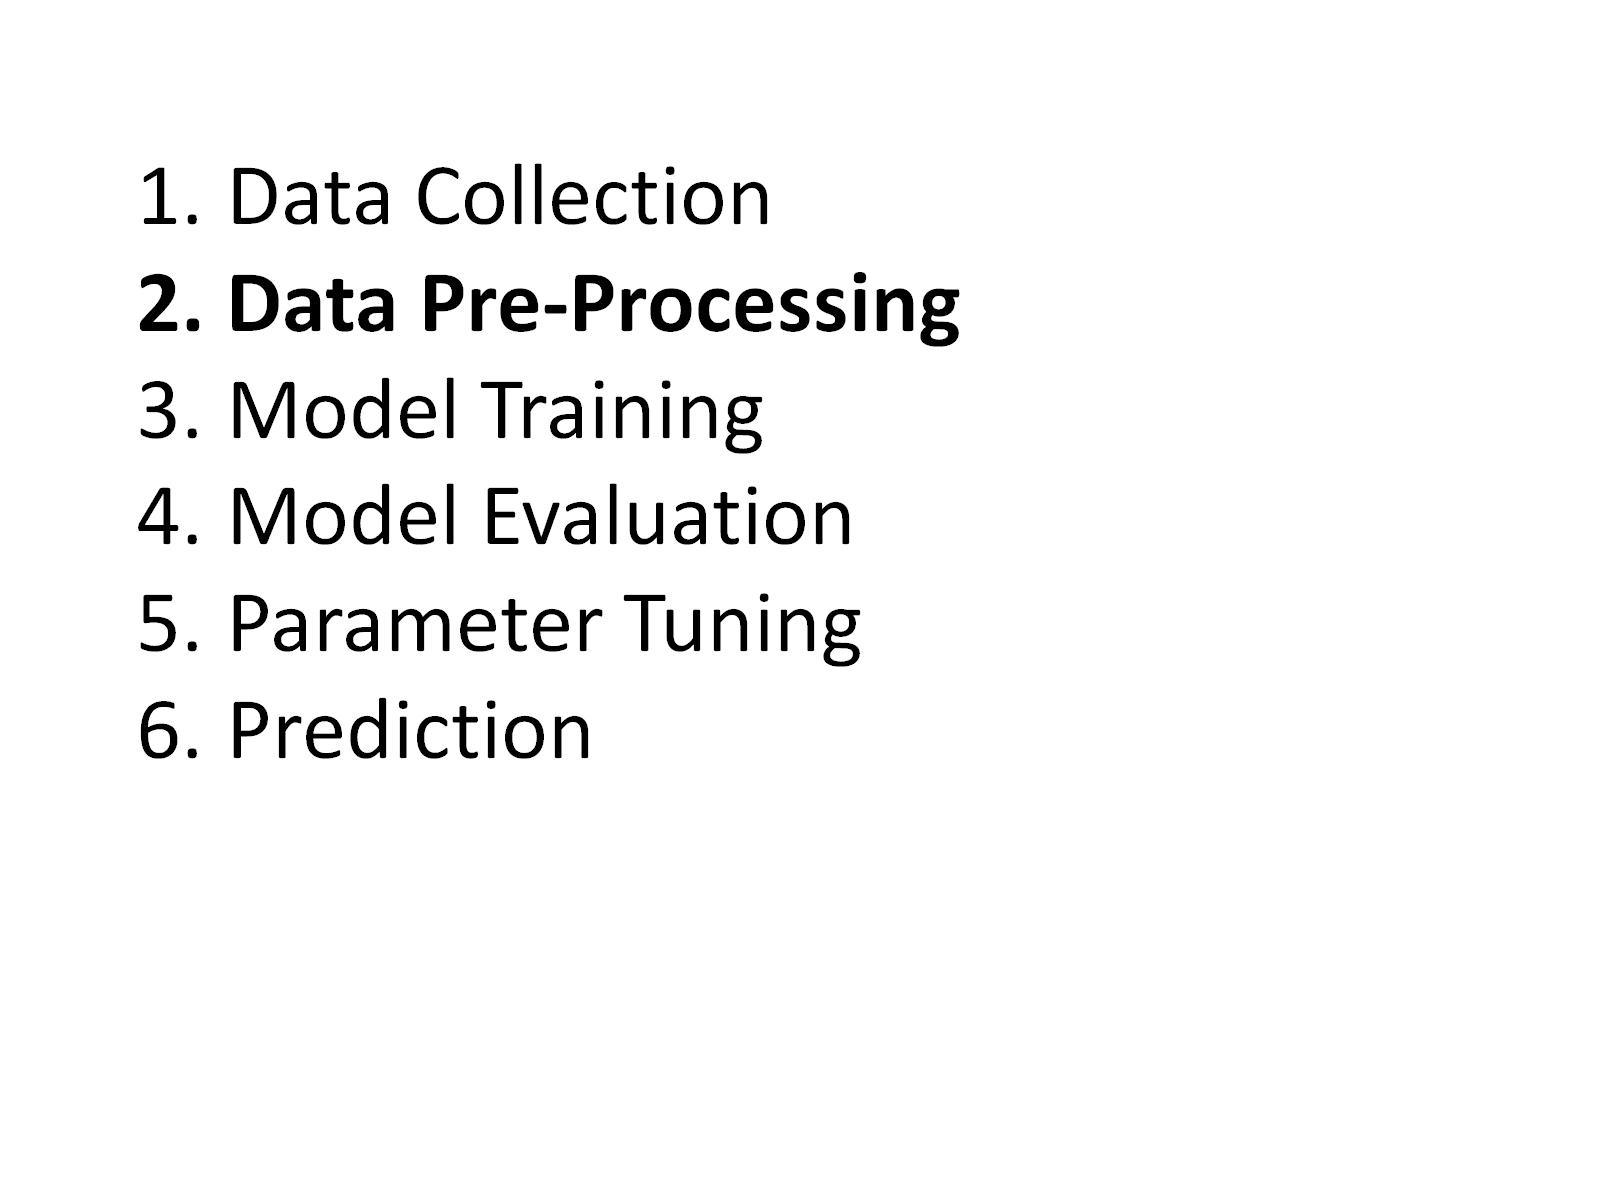 1. Data Collection
2. Data Pre-Processing
3. Model Training
4. Model Evaluation
5. Parameter Tuning
6. Prediction